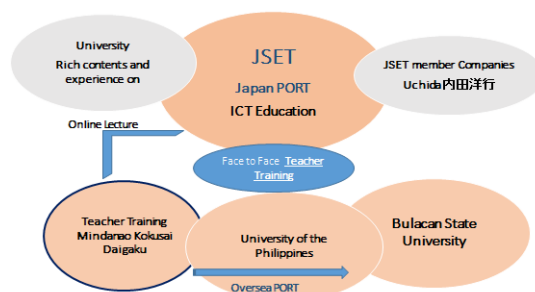 University
Rich contents and
experience on
JSET
Japan PORT
ICT Education
JSET member Companies
Uchida内田洋行
Online Lecture
Face to Face Teacher
Training
Teacher Training
Mindanao Kokusai
Daigaku
University of the
Philippines
Bulacan State
University
Oversea PORT